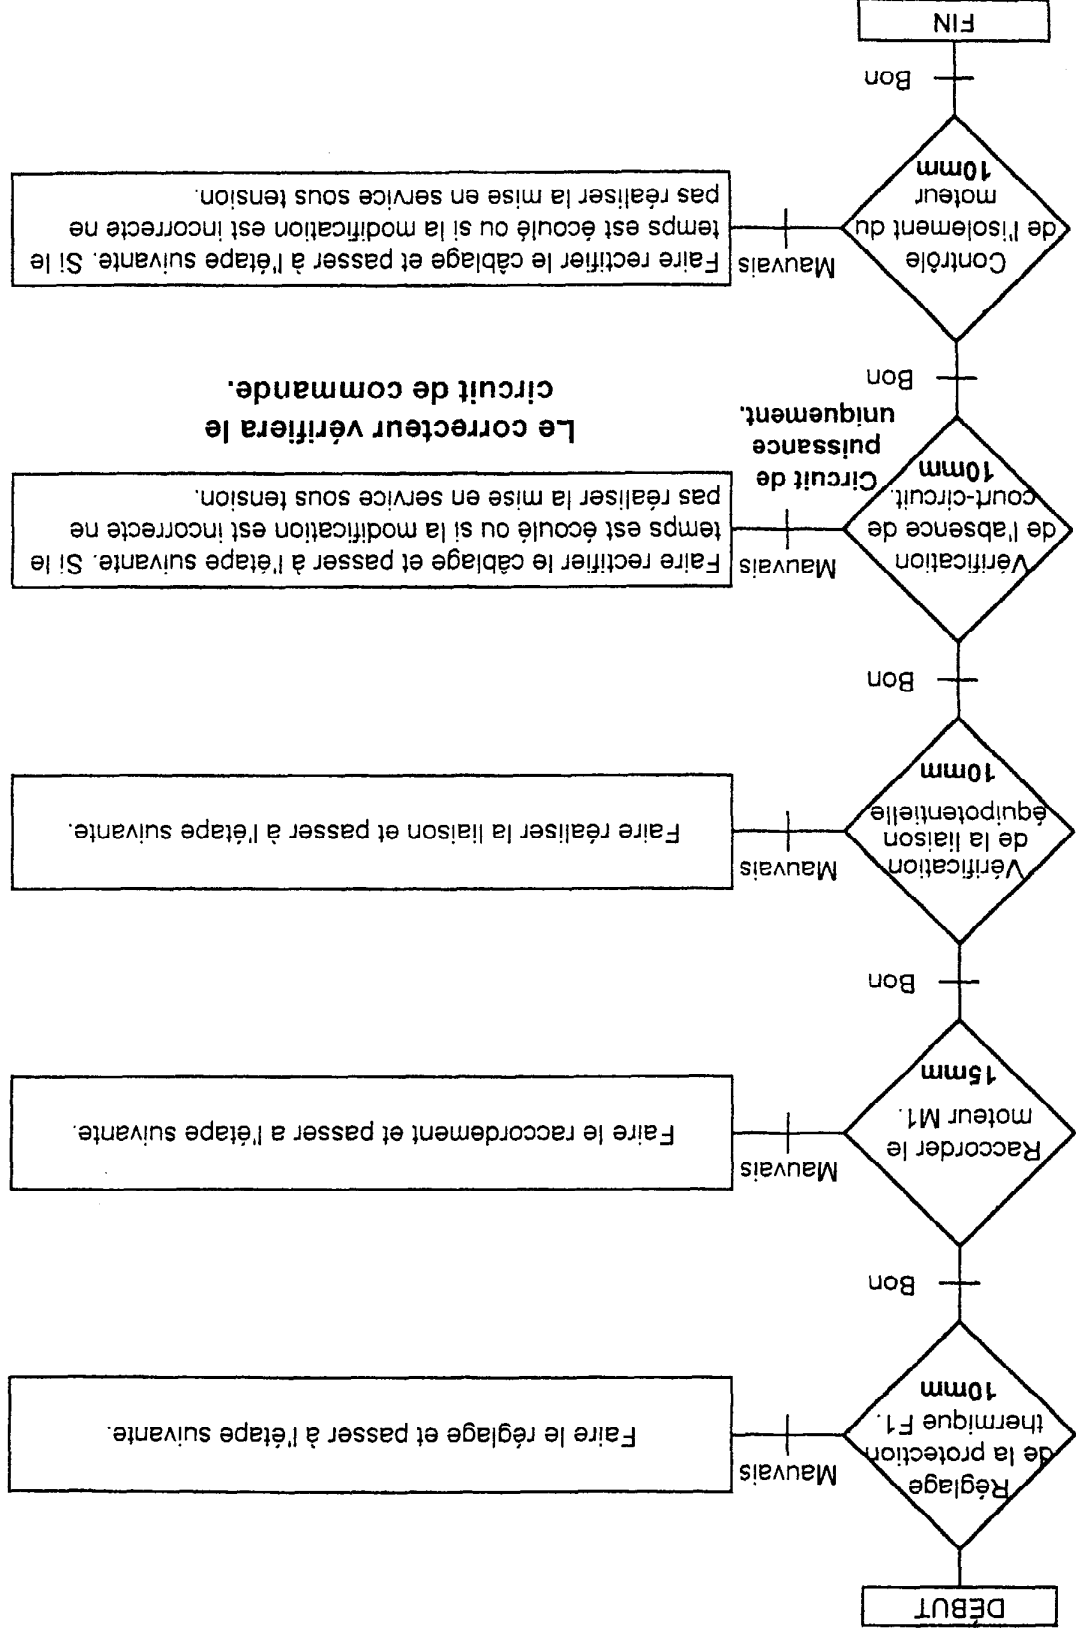 DÉBUT
Réglage
de la protection
thermique F1.
10mm
Mauvais
Faire le réglage et passer à l'étape suivante.
Bon
Raccorder le
moteur M1.
15mm
Mauvais
Faire le raccordement et passer a l'étape suivante.
Bon
Vérification
de la liaison
équipotentielle
10mm
Mauvais
Faire réaliser la liaison et passer à l'étape suivante.
Bon
Vérification
de l'absence de
court-circuit.
10mm
Mauvais
Circuit de
puissance
uniquement.
Faire rectifier le câblage et passer à l'étape suivante. Si le
temps est écoulé ou si la modification est incorrecte ne
pas réaliser la mise en service sous tension.
Le correcteur vérifiera le
circuit de commande.
Bon
Contrôle
de l'isolement du
moteur
10mm
Mauvais
Faire rectifier le câblage et passer à l'étape suivante. Si le
temps est écoulé ou si la modification est incorrecte ne
pas réaliser la mise en service sous tension.
Bon
FIN